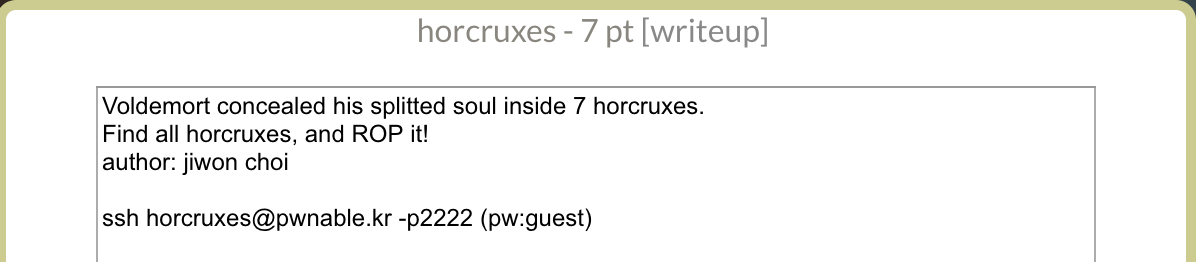 horcruxes - 7 pt [writeup]
Voldemort concealed his splitted soul inside 7 horcruxes.
Find all horcruxes, and ROP it!
author: jiwon choi
ssh horcruxes@pwnable.kr -p2222 (pw:guest)